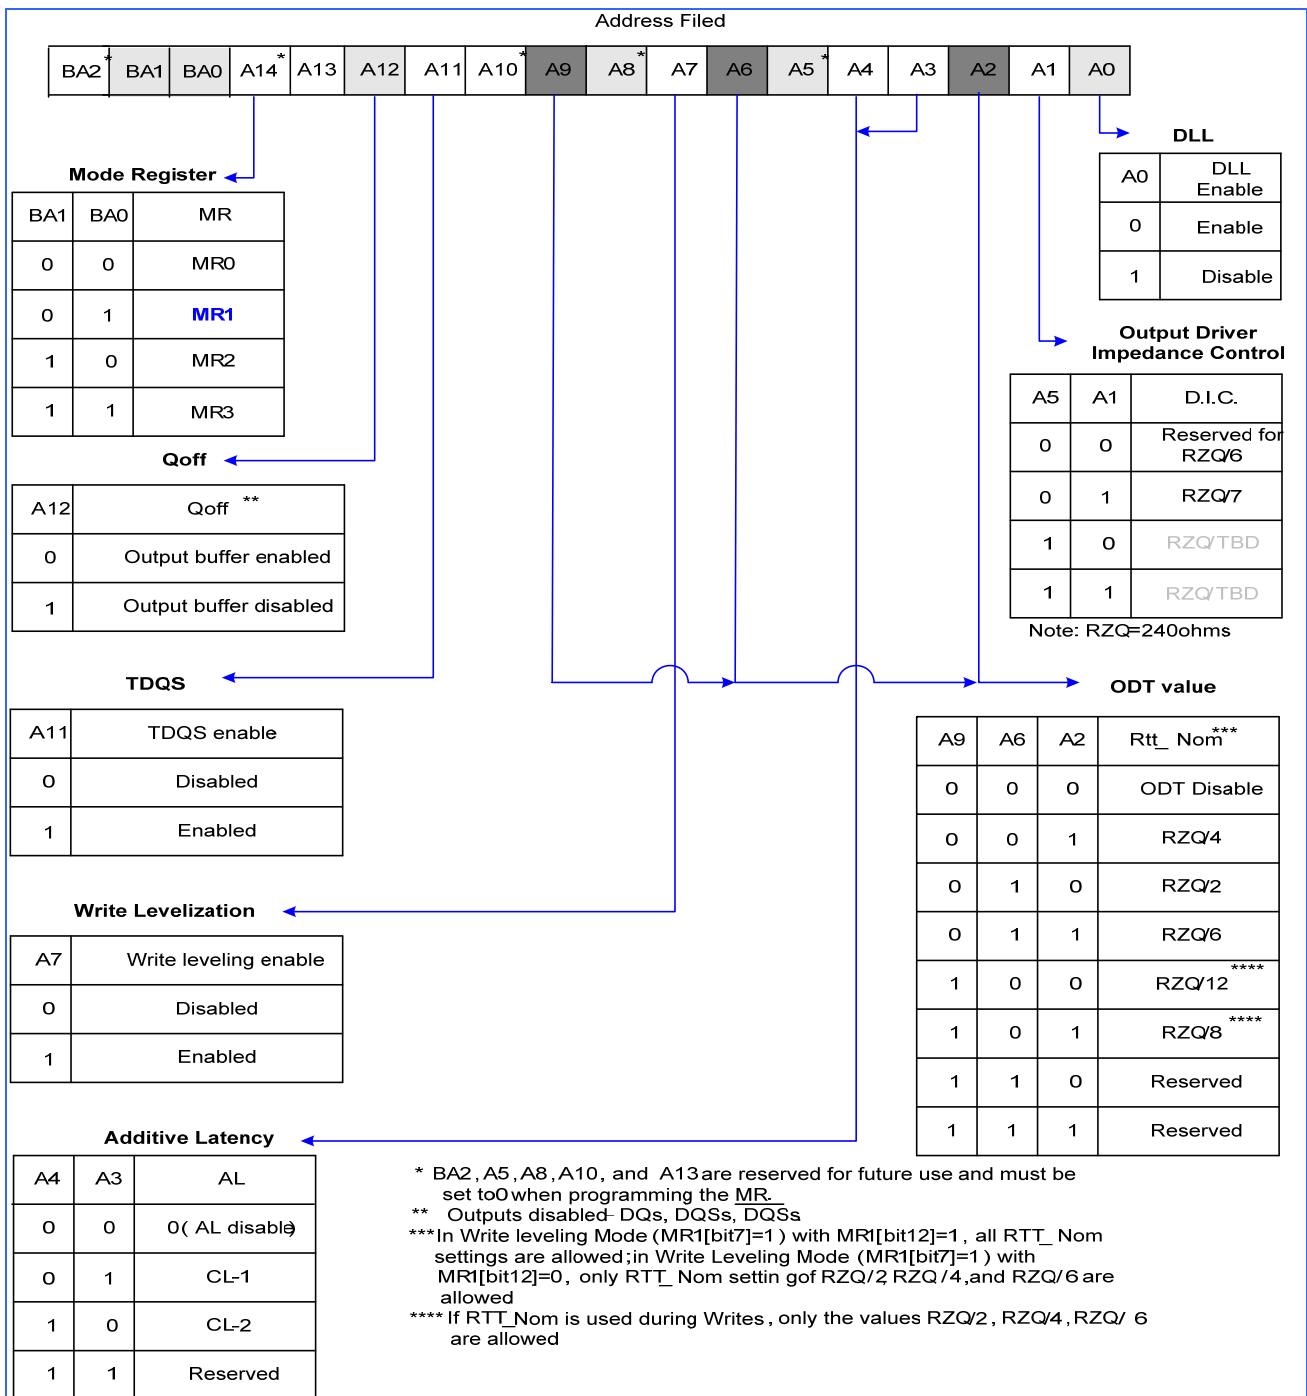 Address Filed
BA2* BA1 BA0 A14* A13 A12 A11 A10* A9 A8* A7 A6 A5* A4 A3 A2 A1 A0
DLL
A0 DLL Enable
0 Enable
1 Disable
Mode Register
BA1 BA0 MR
0 0 MR0
0 1 MR1
1 0 MR2
1 1 MR3
Output Driver
Impedance Control
A5 A1 D.I.C.
0 0 Reserved for RZQ/6
0 1 RZQ/7
1 0 RZQ/TBD
1 1 RZQ/TBD
Note: RZQ=240ohms
Qoff
A12 Qoff **
0 Output buffer enabled
1 Output buffer disabled
TDQS
A11 TDQS enable
0 Disabled
1 Enabled
ODT value
A9 A6 A2 Rtt_ Nom***
0 0 0 ODT Disable
0 0 1 RZQ/4
0 1 0 RZQ/2
0 1 1 RZQ/6
1 0 0 RZQ/12 ****
1 0 1 RZQ/8 ****
1 1 0 Reserved
1 1 1 Reserved
Write Levelization
A7 Write leveling enable
0 Disabled
1 Enabled
Additive Latency
A4 A3 AL
0 0 0( AL disable)
0 1 CL-1
1 0 CL-2
1 1 Reserved
* BA2, A5, A8, A10, and A13 are reserved for future use and must be
set to0 when programming the MR.
** Outputs disabled- DQs, DQSs, DQSs
***In Write leveling Mode (MR1[bit7]=1) with MR1[bit12]=1, all RTT_ Nom
settings are allowed;in Write Leveling Mode (MR1[bit7]=1) with
MR1[bit12]=0, only RTT_ Nom settin gof RZQ/2, RZQ /4,and RZQ/6 are
allowed
**** If RTT_Nom is used during Writes, only the values RZQ/2, RZQ/4, RZQ/ 6
are allowed